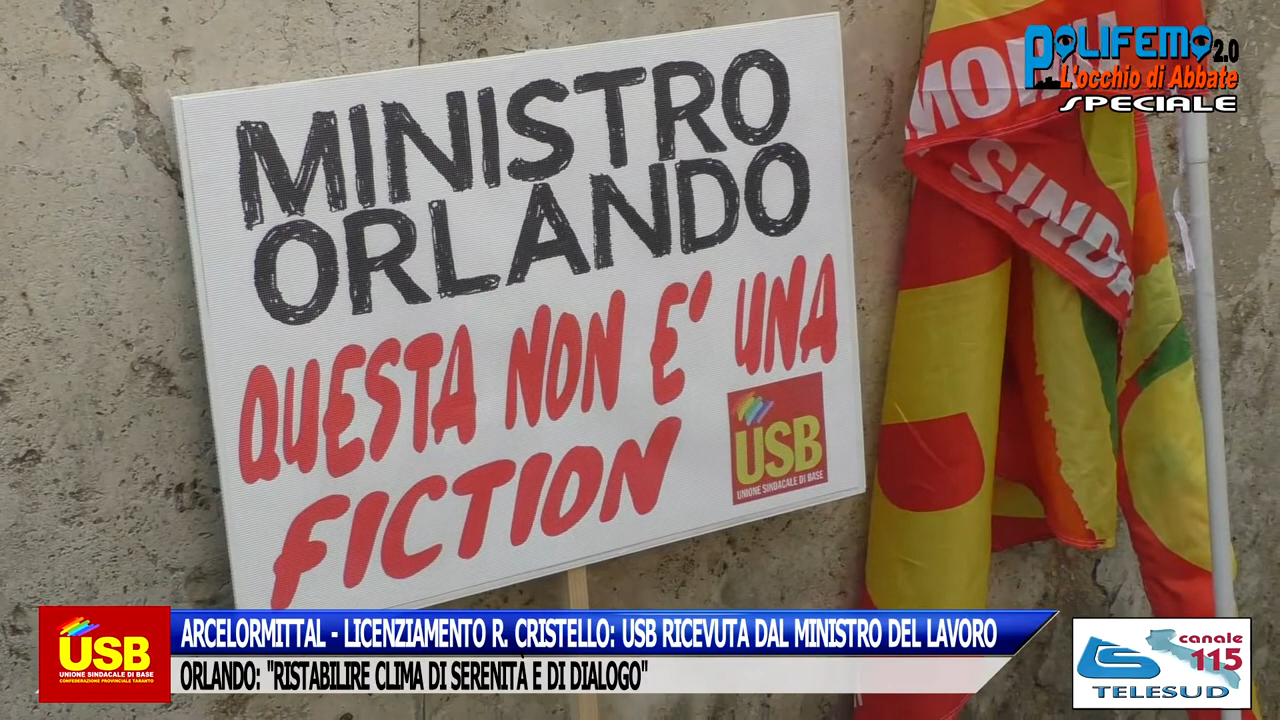 POLIFEMO 2.0
L'occhio di Abbate
SPECIALE
MINISTRO
ORLANDO
QUESTA NON E' UNA
FICTION
USB
UNIONE SINDACALE DI BASE
SINDA
USB
UNIONE SINDACALE DI BASE
CONFEDERAZIONE PROVINCIALE TARANTO
ARCELORMITTAL - LICENZIAMENTO R. CRISTELLO: USB RICEVUTA DAL MINISTRO DEL LAVORO
ORLANDO: "RISTABILIRE CLIMA DI SERENITÀ E DI DIALOGO"
canale
115
TELESUD